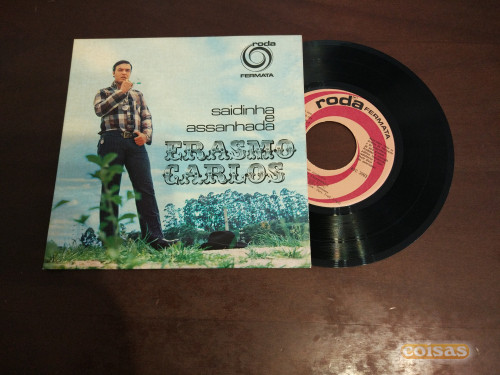 roda
FERMATA
saidinha
e
assanhada
ERASMO
CARLOS
roda FERMATA
coisas